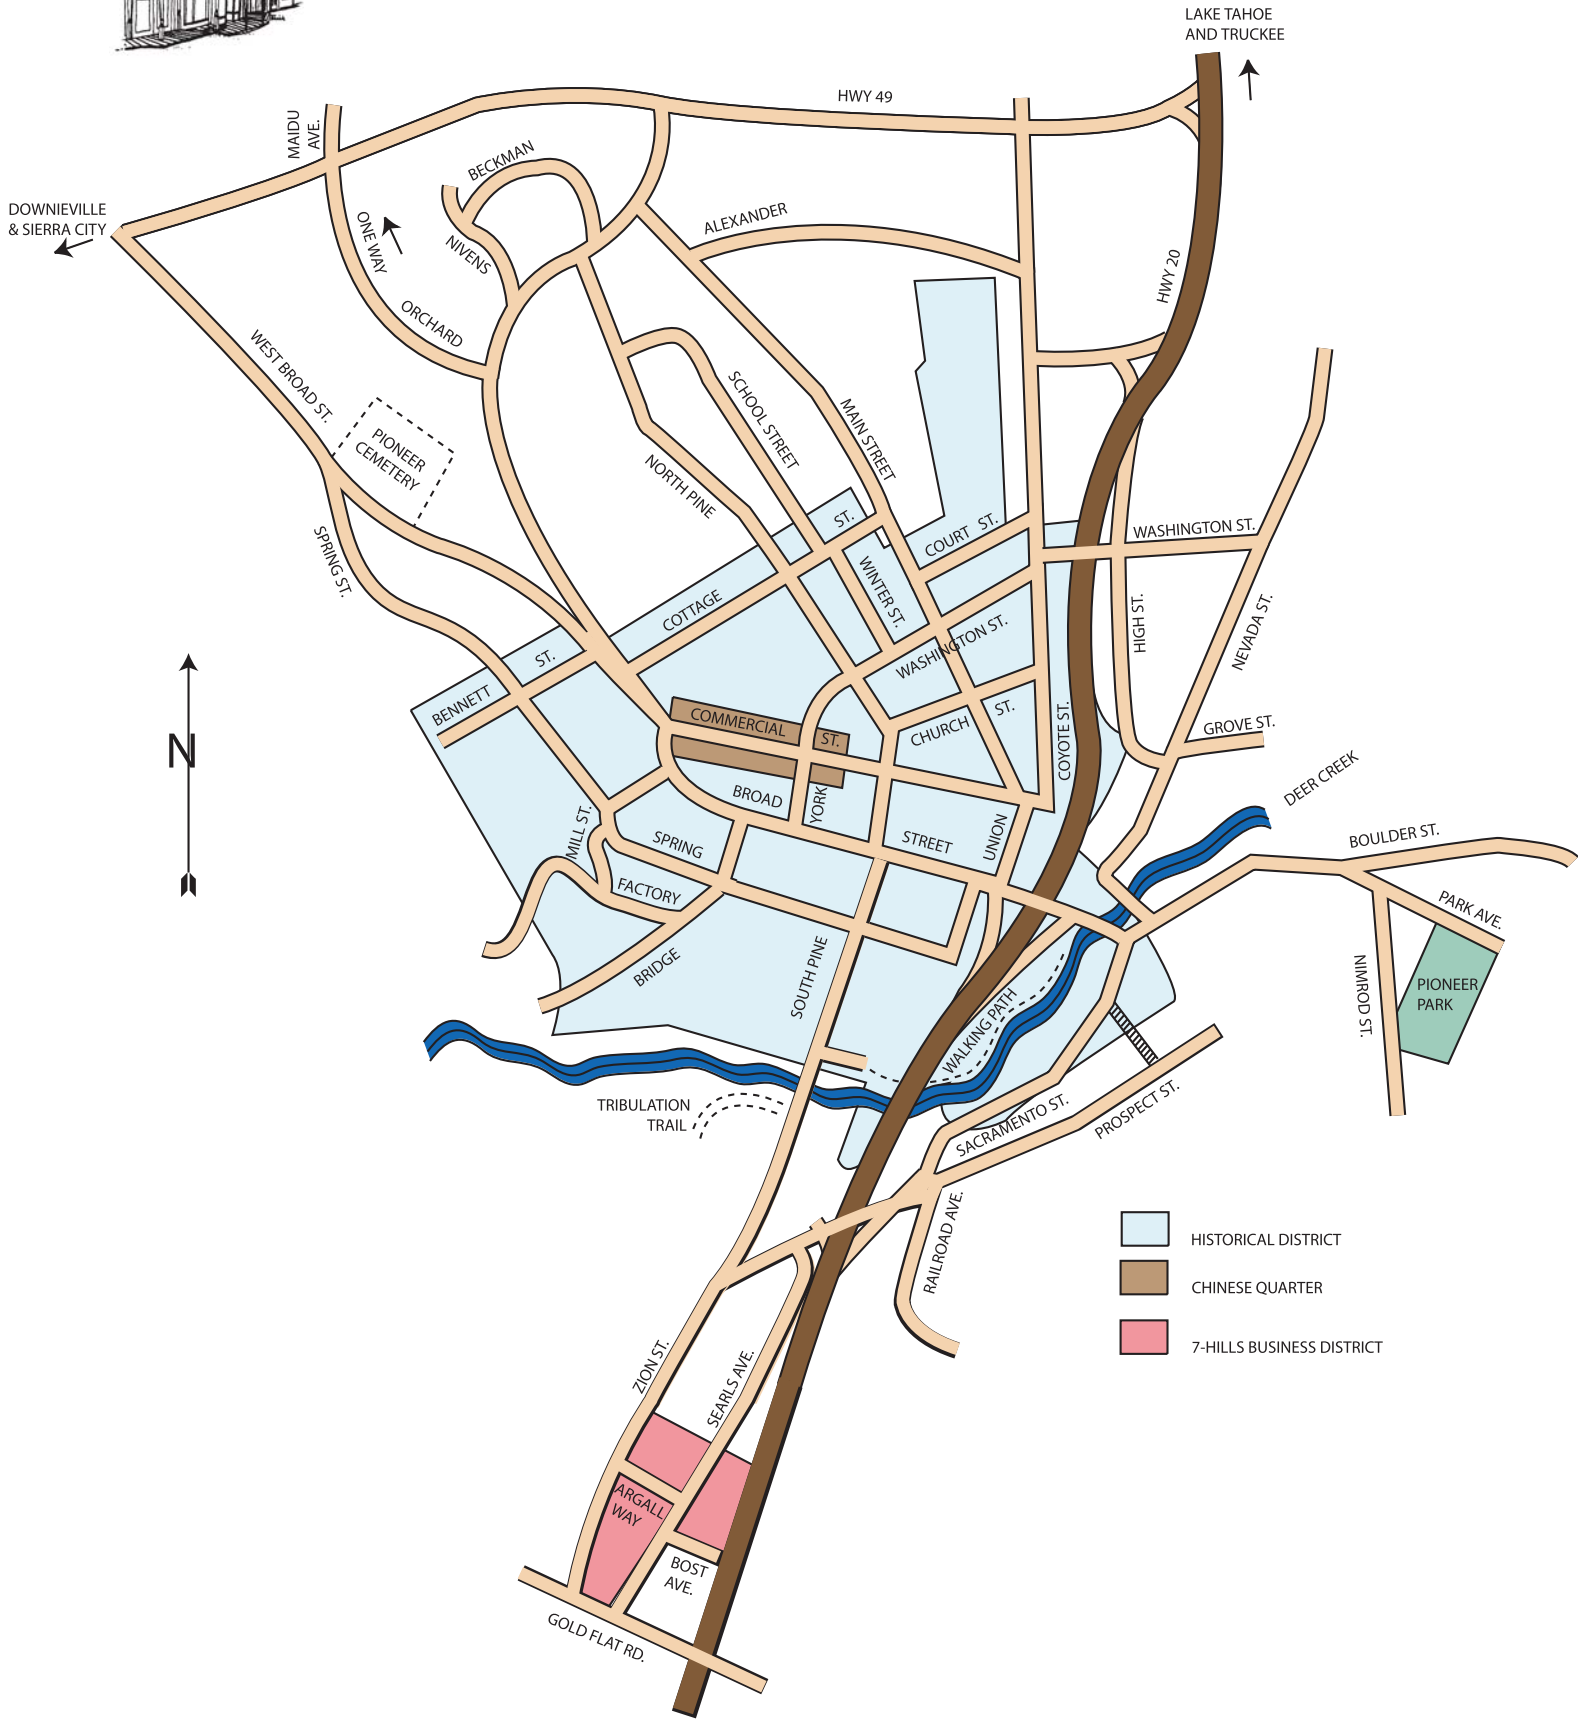 LAKE TAHOE
AND TRUCKEE
HWY 49
MAIDU
AVE.
BECKMAN
DOWNIEVILLE
& SIERRA CITY
ONE WAY
NIVENS
ALEXANDER
HWY 20
ORCHARD
WEST BROAD ST.
SCHOOL STREET
MAIN STREET
PIONEER
CEMETERY
NORTH PINE
SPRING ST.
COTTAGE ST.
WINTER ST.
COURT ST.
WASHINGTON ST.
WASHINGTON ST.
HIGH ST.
NEVADA ST.
BENNETT ST.
N
COMMERCIAL ST.
CHURCH ST.
COYOTE ST.
GROVE ST.
DEER CREEK
BROAD STREET
YORK
UNION
MILL ST.
SPRING
FACTORY
BOULDER ST.
PARK AVE.
BRIDGE
SOUTH PINE
WALKING PATH
NIMROD ST.
PIONEER
PARK
TRIBULATION
TRAIL
SACRAMENTO ST.
PROSPECT ST.
RAILROAD AVE.
HISTORICAL DISTRICT
CHINESE QUARTER
7-HILLS BUSINESS DISTRICT
ZION ST.
SEARLS AVE.
ARGALL
WAY
BOST
AVE.
GOLD FLAT RD.